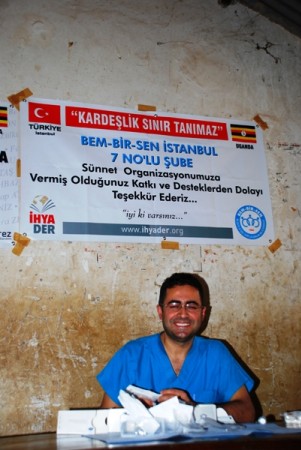 TÜRKİYE
İstanbul
"KARDEŞLİK SINIR TANIMAZ"
UGANDA
BEM-BİR-SEN İSTANBUL
7 NO'LU ŞUBE
Sünnet Organizasyonumuza
Vermiş Olduğunuz Katkı ve Desteklerden Dolayı
Teşekkür Ederiz...
"iyi ki varsınız..."
İHYA
DER
www.ihyader.org
rez